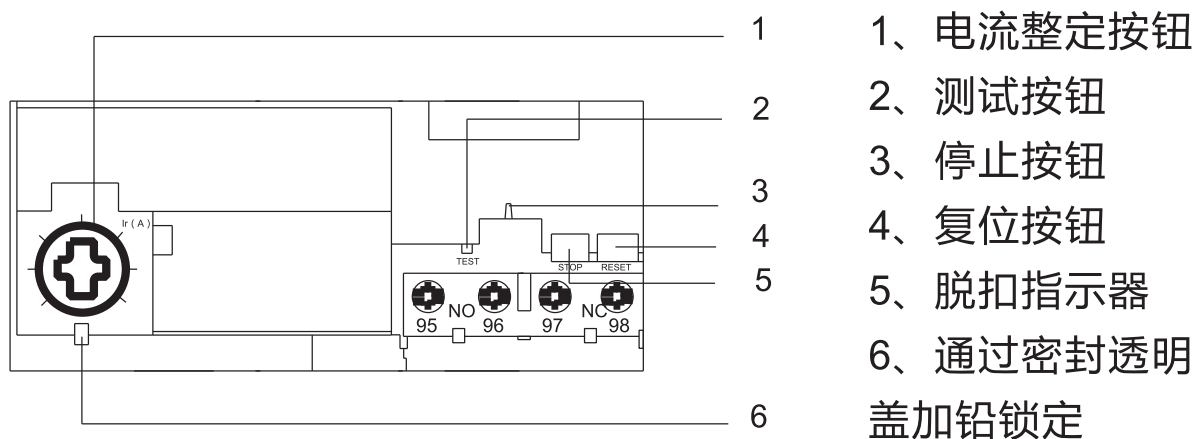 1
2
3
4
5
6
Ir(A)
TEST
STOP RESET
NO NC
95 96 97 98
1、电流整定按钮
2、测试按钮
3、停止按钮
4、复位按钮
5、脱扣指示器
6、通过密封透明
盖加铅锁定